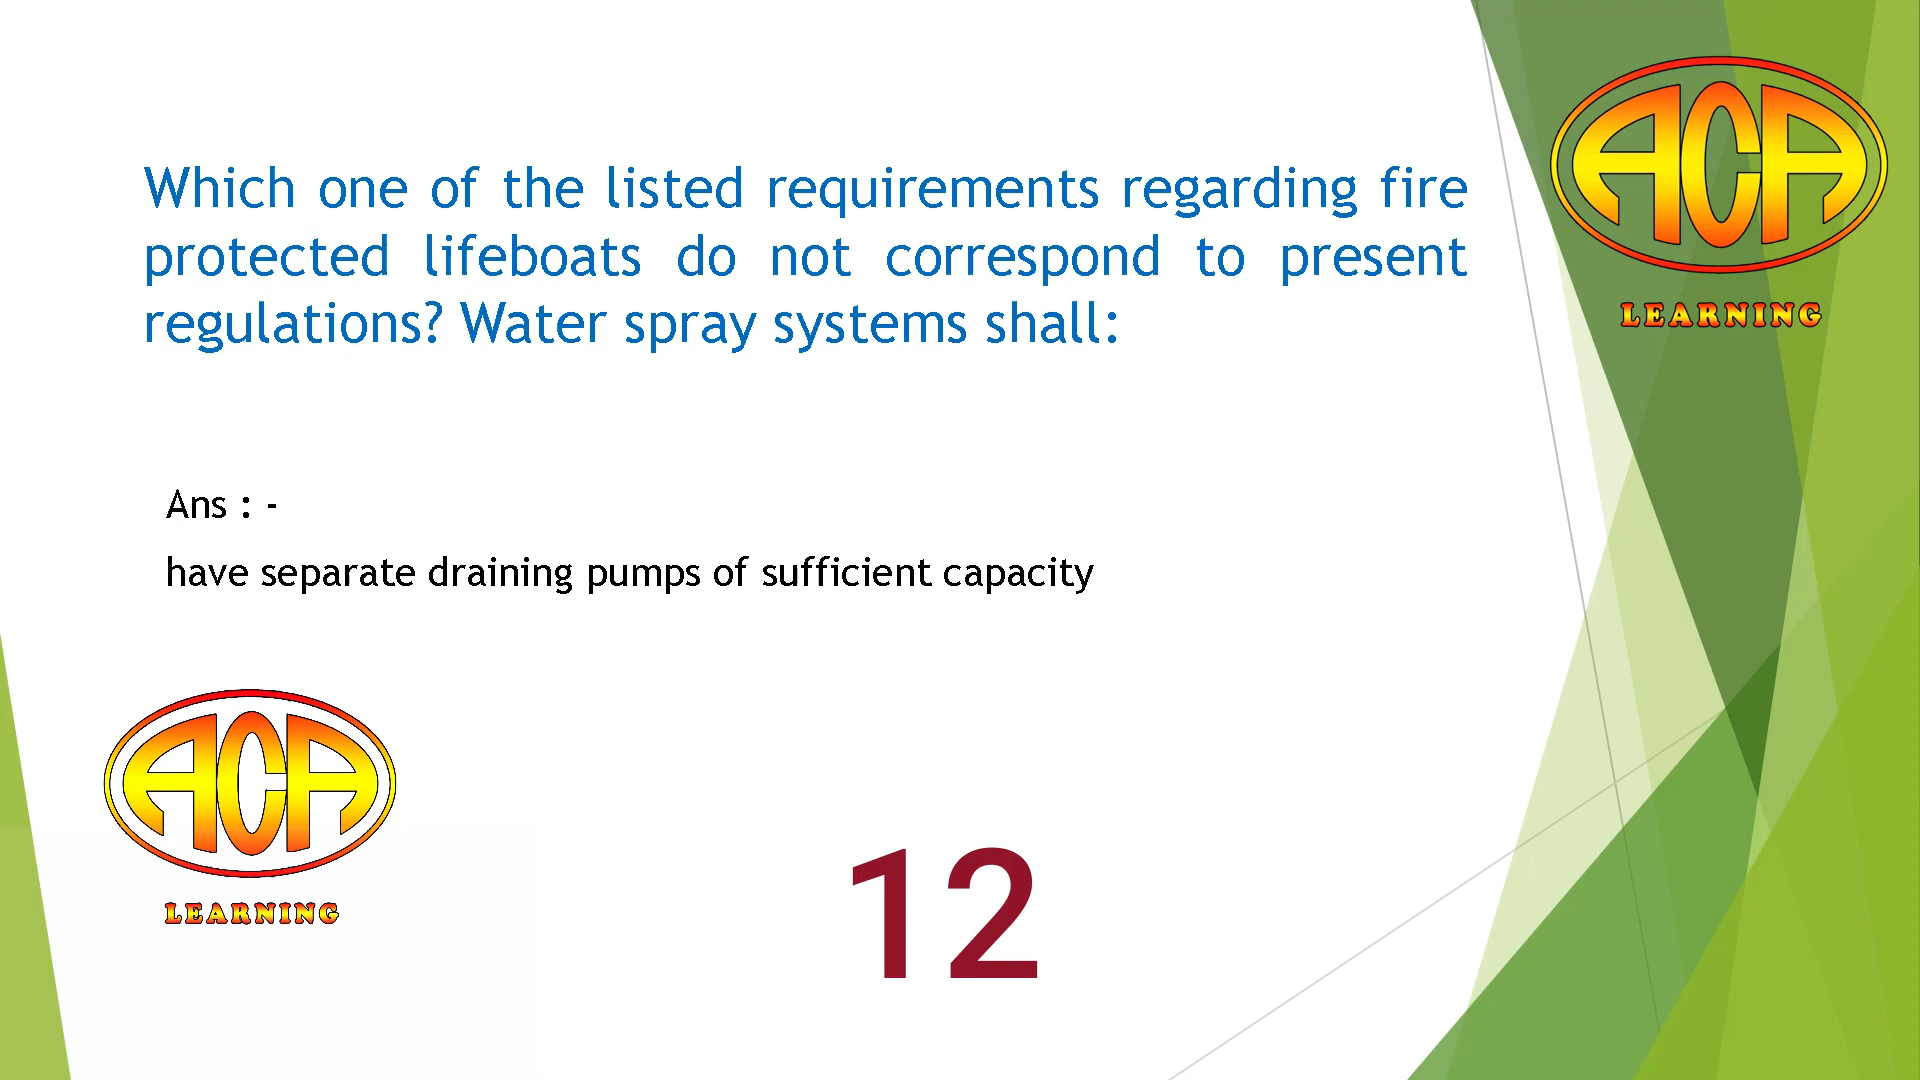 Which one of the listed requirements regarding fire
protected lifeboats do not correspond to present
regulations? Water spray systems shall:
ACA
LEARNING
Ans : -
have separate draining pumps of sufficient capacity
ACA
LEARNING
12